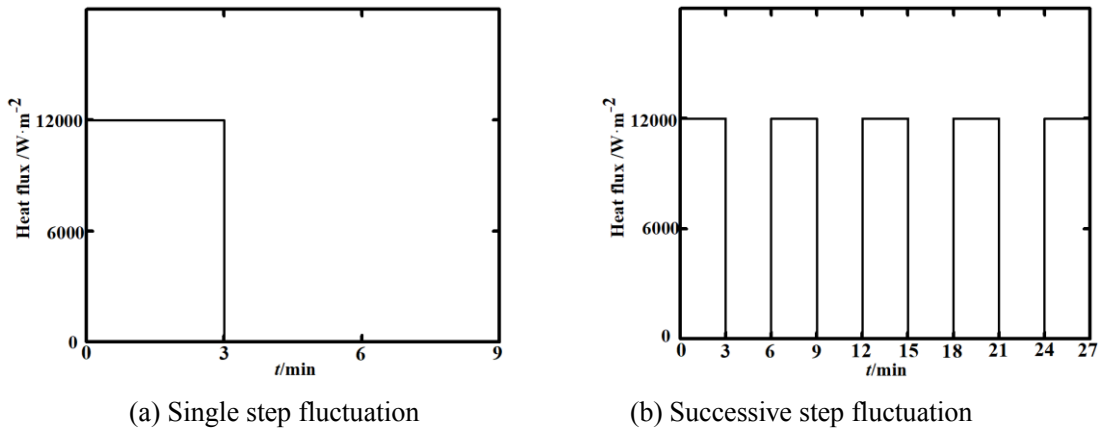 Heat flux /W·m⁻²
12000
6000
0
0 3 6 9
t/min
(a) Single step fluctuation
Heat flux /W·m⁻²
12000
6000
0
0 3 6 9 12 15 18 21 24 27
t/min
(b) Successive step fluctuation